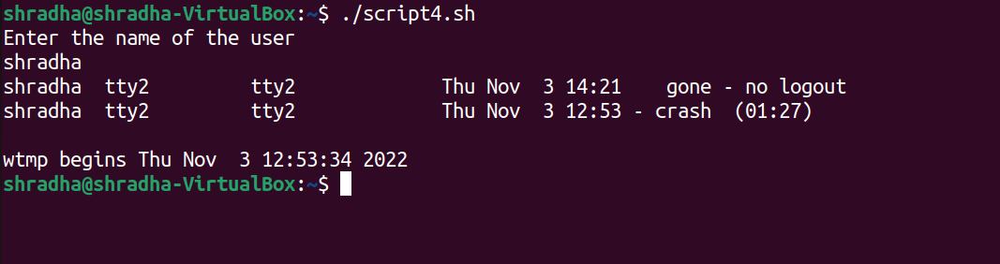 shradha@shradha-VirtualBox:~$ ./script4.sh
Enter the name of the user
shradha
shradha  tty2         tty2             Thu Nov  3 14:21    gone - no logout
shradha  tty2         tty2             Thu Nov  3 12:53 - crash  (01:27)

wtmp begins Thu Nov  3 12:53:34 2022
shradha@shradha-VirtualBox:~$